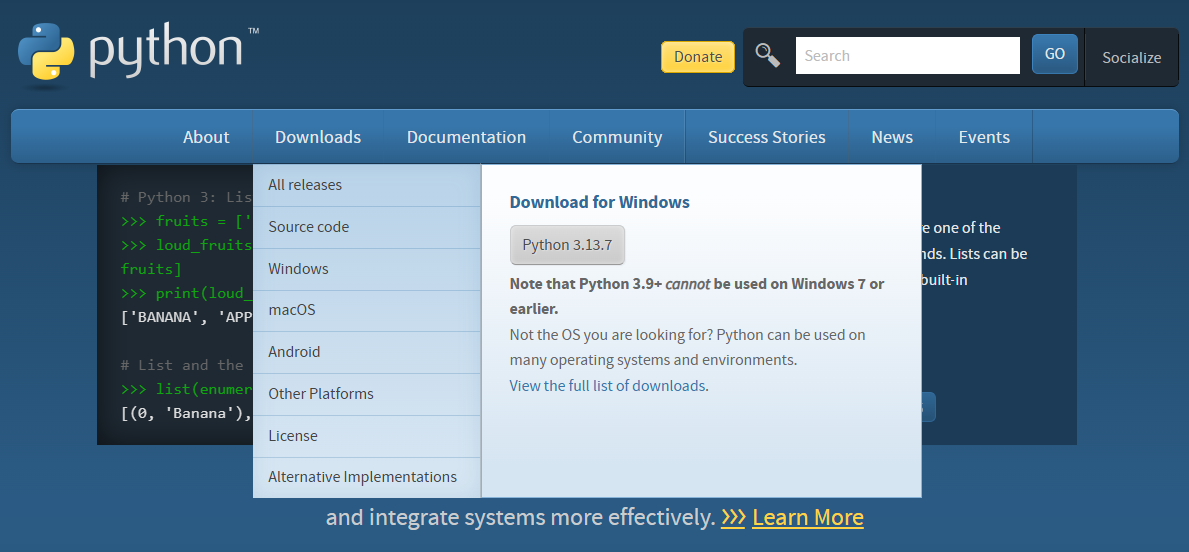 python™
Donate
Search
GO
Socialize
About
Downloads
Documentation
Community
Success Stories
News
Events
# Python 3: Lis
>>> fruits = ['
>>> loud_fruits
fruits]
>>> print(loud_
['BANANA', 'APP
# List and the
>>> list(enumer
[(0, 'Banana'),
All releases
Source code
Windows
macOS
Android
Other Platforms
License
Alternative Implementations
Download for Windows
Python 3.13.7
Note that Python 3.9+ cannot be used on Windows 7 or
earlier.
Not the OS you are looking for? Python can be used on
many operating systems and environments.
View the full list of downloads.
e one of the
nds. Lists can be
built-in
and integrate systems more effectively. >>> Learn More